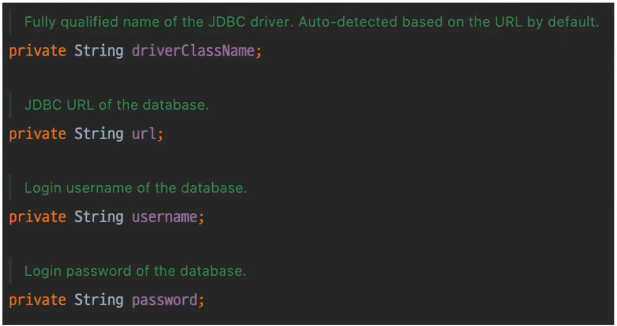 Fully qualified name of the JDBC driver. Auto-detected based on the URL by default.
private String driverClassName;
JDBC URL of the database.
private String url;
Login username of the database.
private String username;
Login password of the database.
private String password;